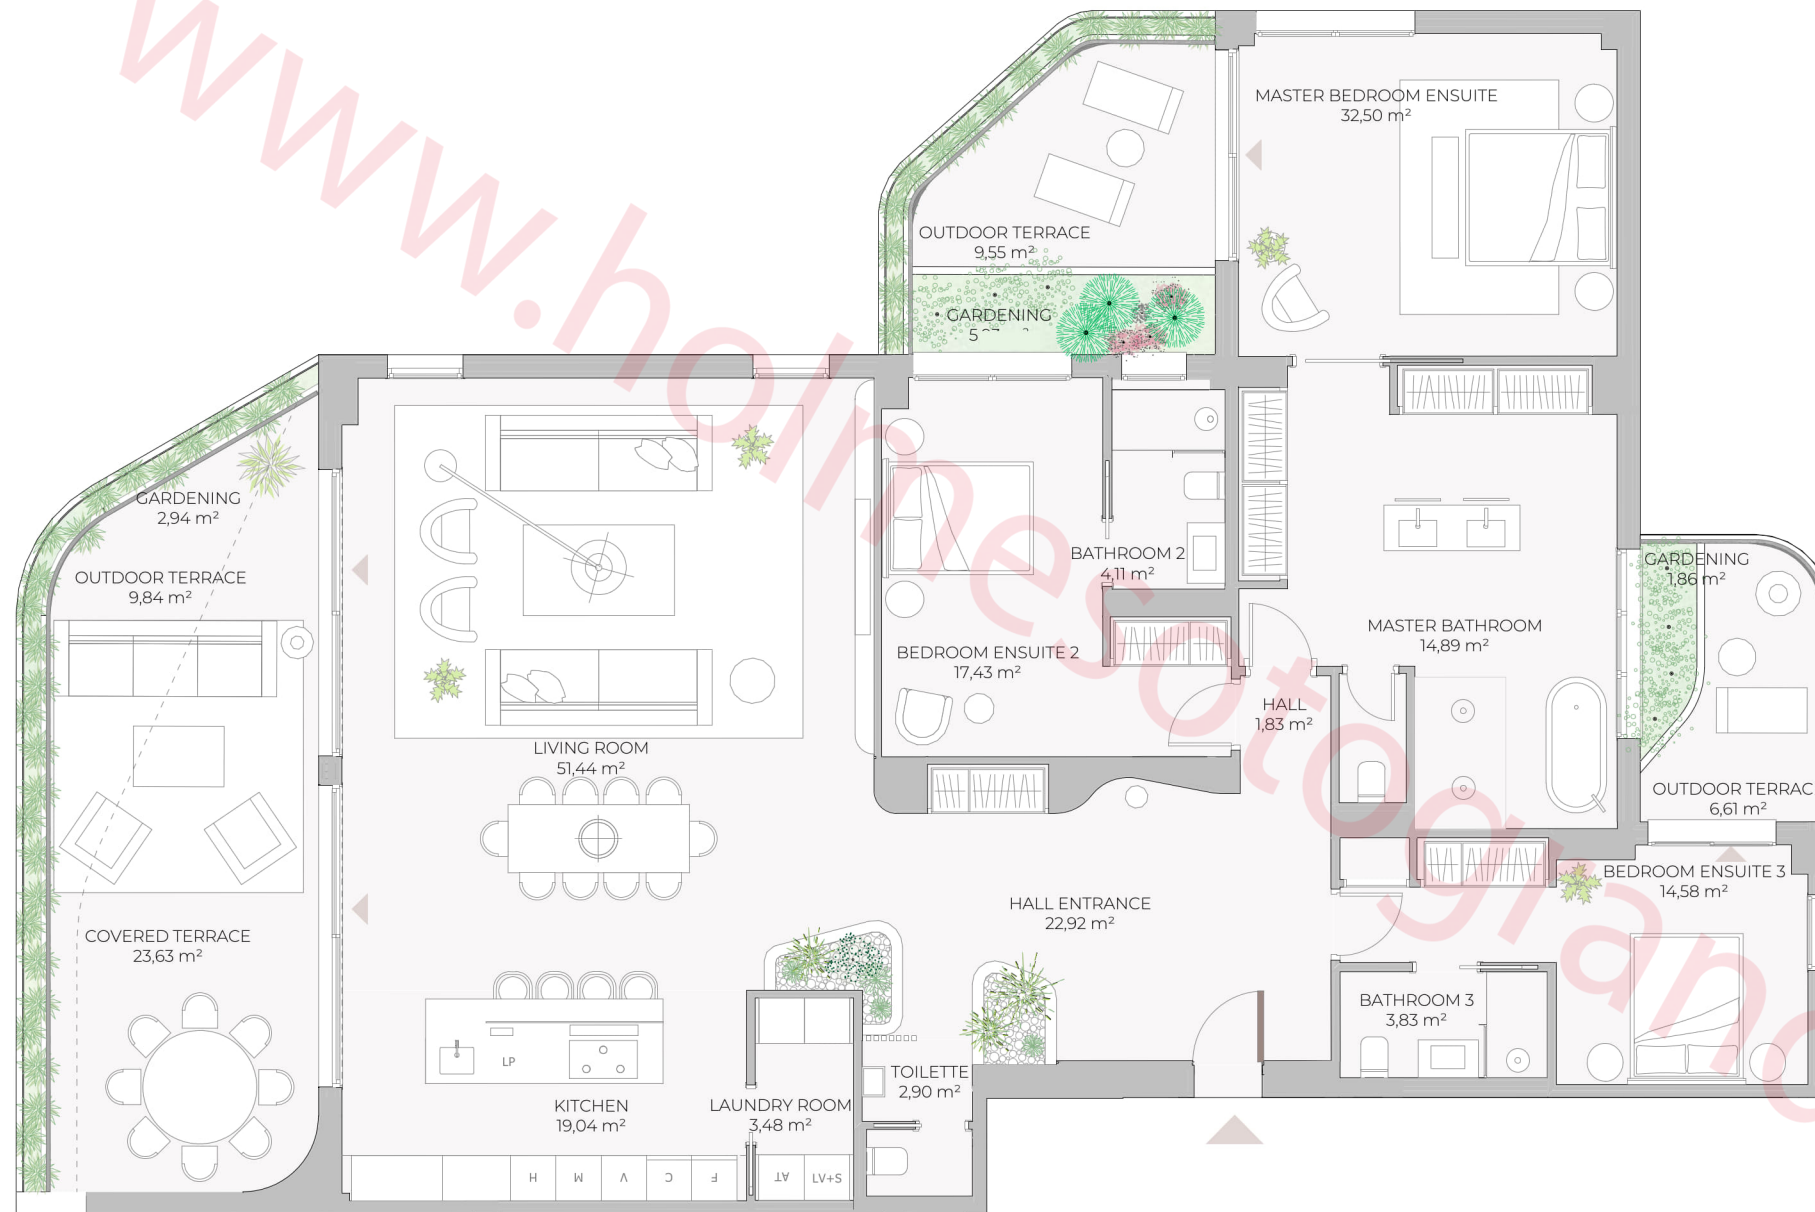 www.holmesotogrande
MASTER BEDROOM ENSUITE
32,50 m²
OUTDOOR TERRACE
9,55 m²
GARDENING
5
GARDENING
2,94 m²
OUTDOOR TERRACE
9,84 m²
BATHROOM 2
4,11 m²
GARDENING
1,86 m²
MASTER BATHROOM
14,89 m²
BEDROOM ENSUITE 2
17,43 m²
HALL
1,83 m²
LIVING ROOM
51,44 m²
OUTDOOR TERRAC
6,61 m²
BEDROOM ENSUITE 3
14,58 m²
HALL ENTRANCE
22,92 m²
COVERED TERRACE
23,63 m²
BATHROOM 3
3,83 m²
LP
TOILETTE
2,90 m²
KITCHEN
19,04 m²
LAUNDRY ROOM
3,48 m²
H M V C F AT LV+S